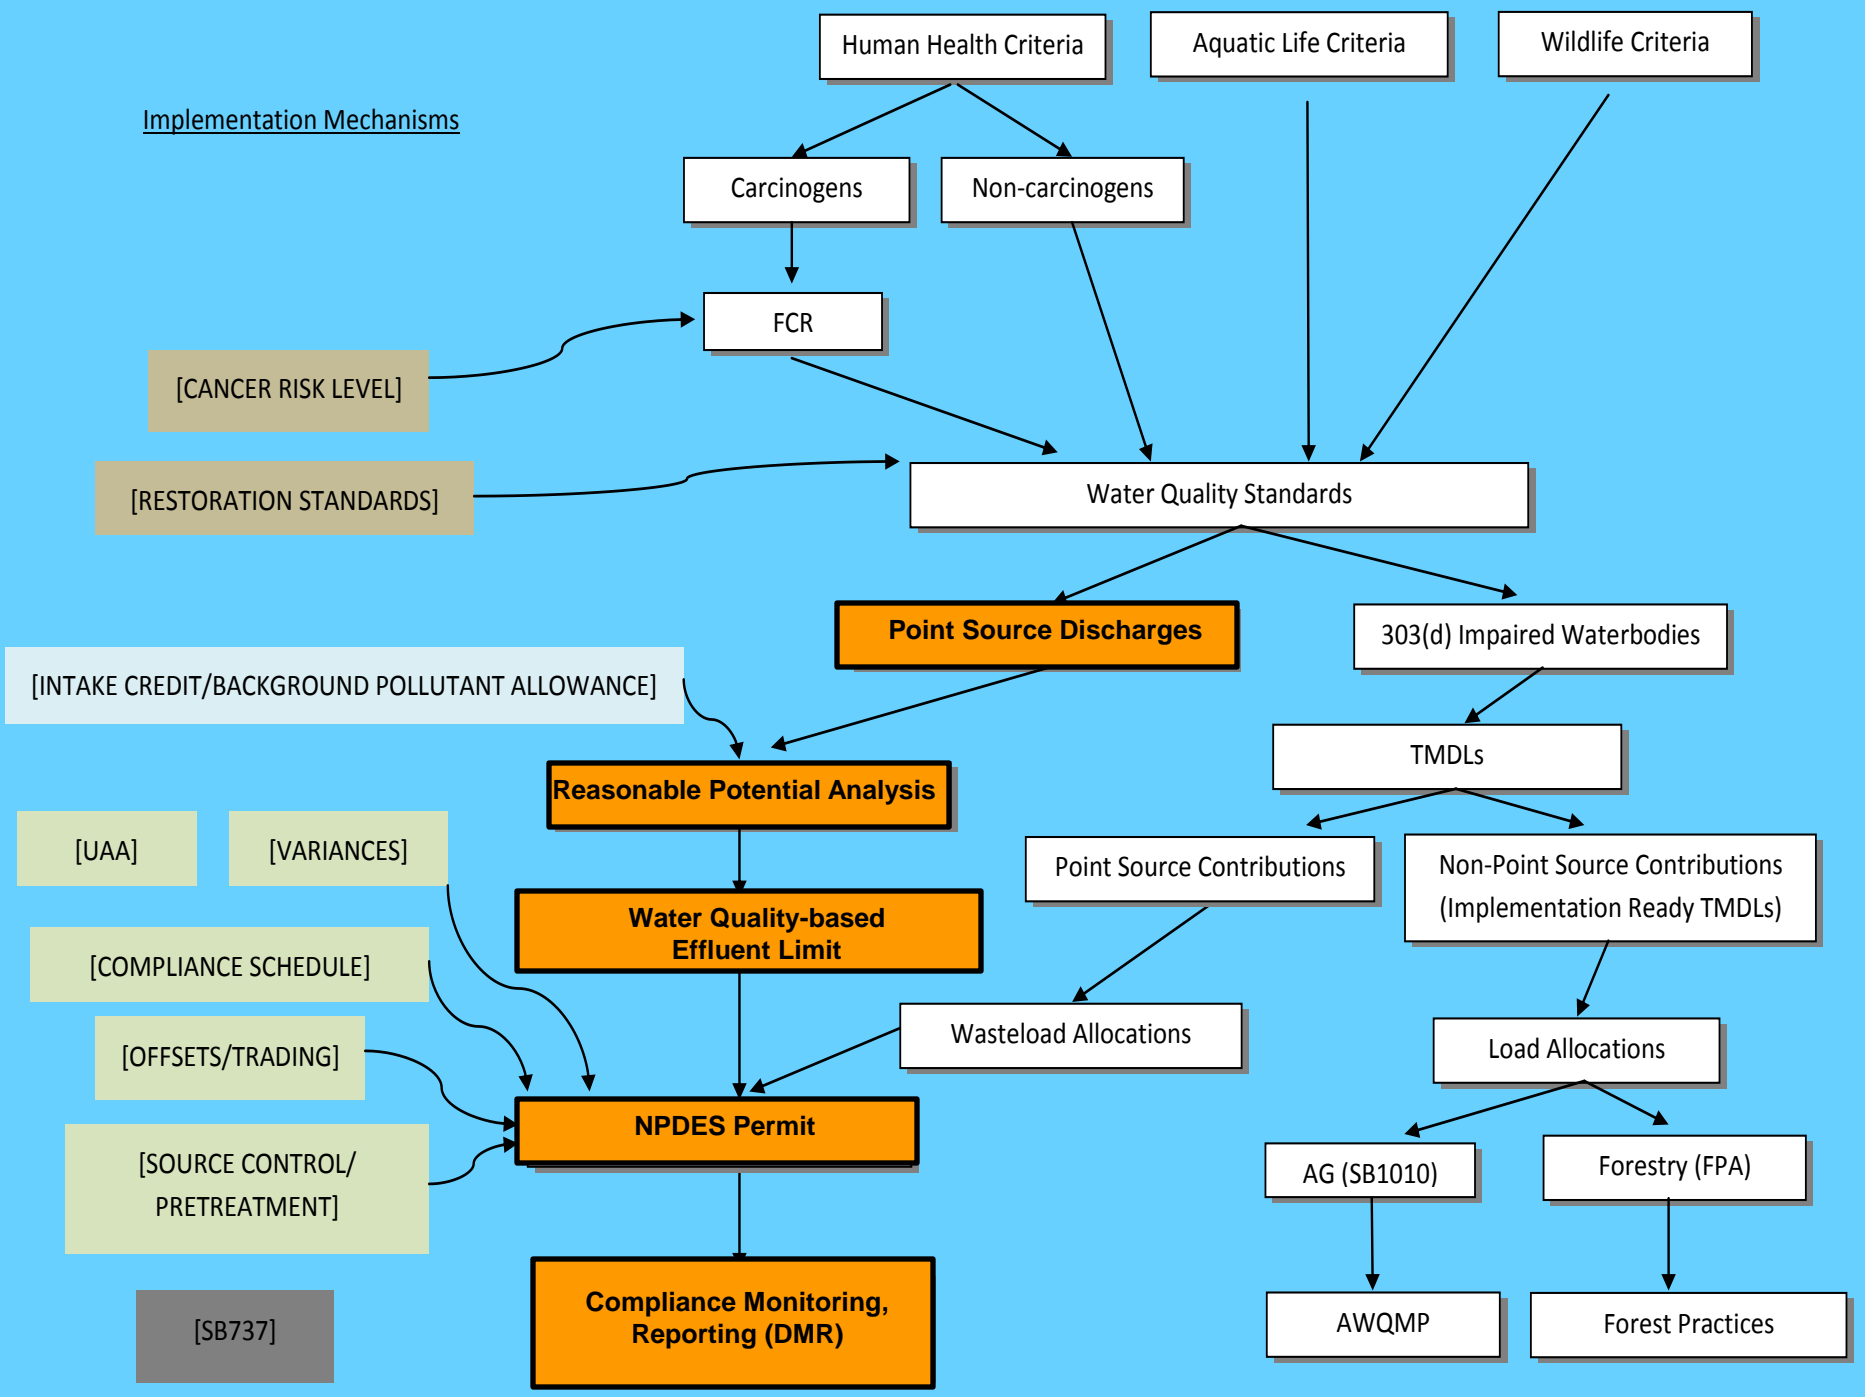 Human Health Criteria
Aquatic Life Criteria
Wildlife Criteria
Implementation Mechanisms
Carcinogens
Non-carcinogens
FCR
[CANCER RISK LEVEL]
[RESTORATION STANDARDS]
Water Quality Standards
Point Source Discharges
303(d) Impaired Waterbodies
[INTAKE CREDIT/BACKGROUND POLLUTANT ALLOWANCE]
TMDLs
Reasonable Potential Analysis
[UAA]
[VARIANCES]
Point Source Contributions
Non-Point Source Contributions
(Implementation Ready TMDLs)
Water Quality-based
Effluent Limit
[COMPLIANCE SCHEDULE]
Wasteload Allocations
Load Allocations
[OFFSETS/TRADING]
NPDES Permit
[SOURCE CONTROL/
PRETREATMENT]
AG (SB1010)
Forestry (FPA)
Compliance Monitoring,
Reporting (DMR)
[SB737]
AWQMP
Forest Practices